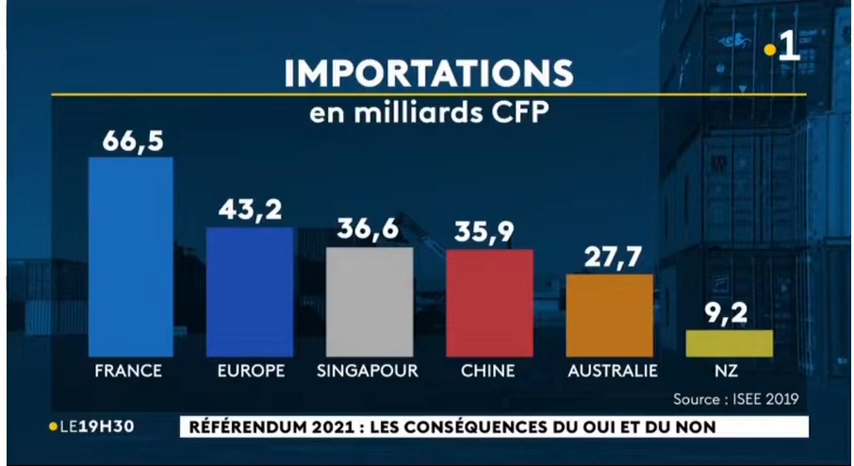 1
IMPORTATIONS
en milliards CFP
66,5
43,2
36,6
35,9
27,7
9,2
FRANCE
EUROPE
SINGAPOUR
CHINE
AUSTRALIE
NZ
Source : ISEE 2019
LE19H30
RÉFÉRENDUM 2021 : LES CONSÉQUENCES DU OUI ET DU NON